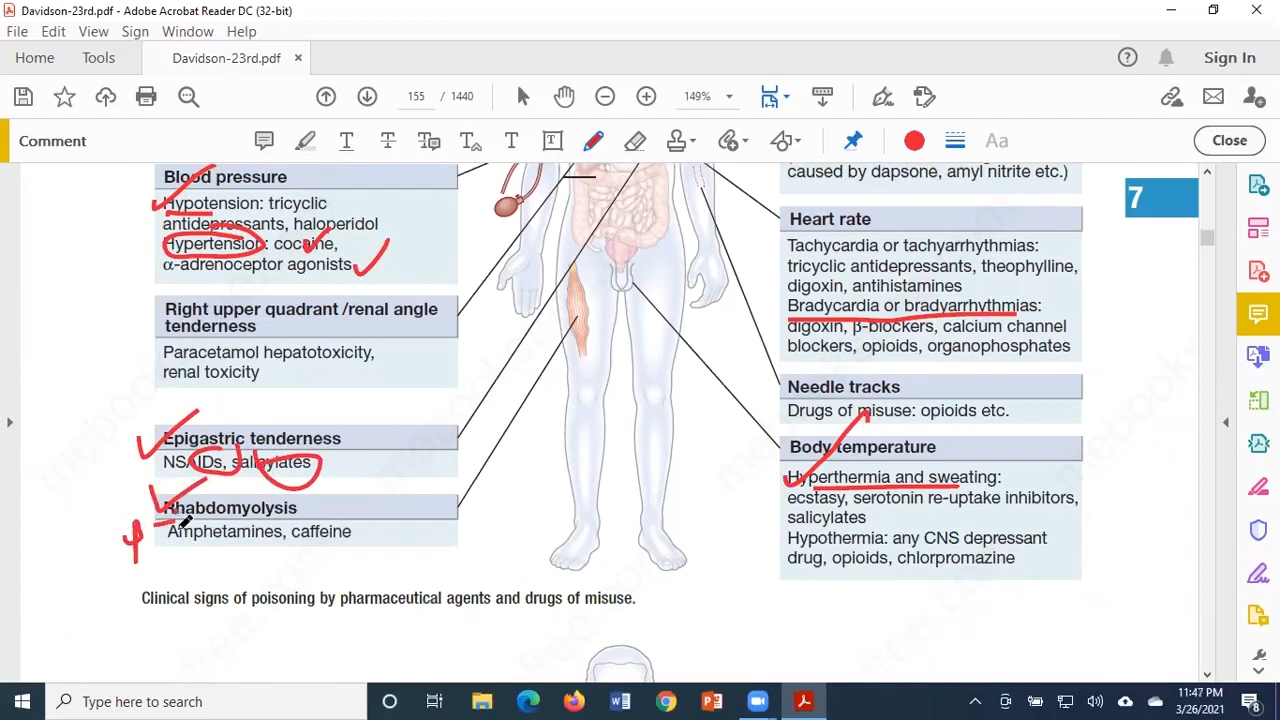 Davidson-23rd.pdf - Adobe Acrobat Reader DC (32-bit)
File Edit View Sign Window Help
Home Tools Davidson-23rd.pdf × Sign In
155 / 1440 149%
Comment Close
Blood pressure
Hypotension: tricyclic
antidepressants, haloperidol
Hypertension: cocaine,
α-adrenoceptor agonists
Right upper quadrant /renal angle
tenderness
Paracetamol hepatotoxicity,
renal toxicity
Epigastric tenderness
NSAIDs, salicylates
Rhabdomyolysis
Amphetamines, caffeine
caused by dapsone, amyl nitrite etc.)
Heart rate
Tachycardia or tachyarrhythmias:
tricyclic antidepressants, theophylline,
digoxin, antihistamines
Bradycardia or bradyarrhythmias:
digoxin, β-blockers, calcium channel
blockers, opioids, organophosphates
Needle tracks
Drugs of misuse: opioids etc.
Body temperature
Hyperthermia and sweating:
ecstasy, serotonin re-uptake inhibitors,
salicylates
Hypothermia: any CNS depressant
drug, opioids, chlorpromazine
7
Clinical signs of poisoning by pharmaceutical agents and drugs of misuse.
Type here to search
11:47 PM
3/26/2021
8